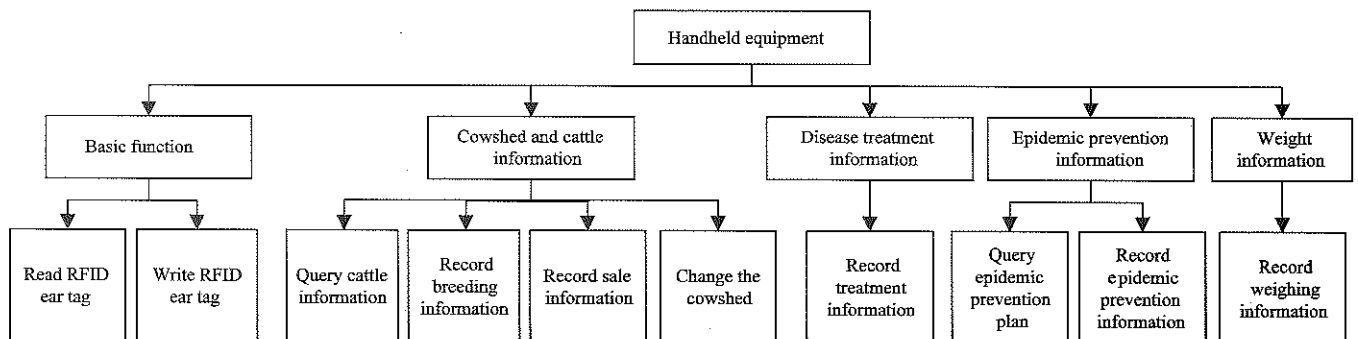 Handheld equipment
Basic function
Cowshed and cattle
information
Disease treatment
information
Epidemic prevention
information
Weight
information
Read RFID
ear tag
Write RFID
ear tag
Query cattle
information
Record
breeding
information
Record sale
information
Change the
cowshed
Record
treatment
information
Query
epidemic
prevention
plan
Record
epidemic
prevention
information
Record
weighing
information